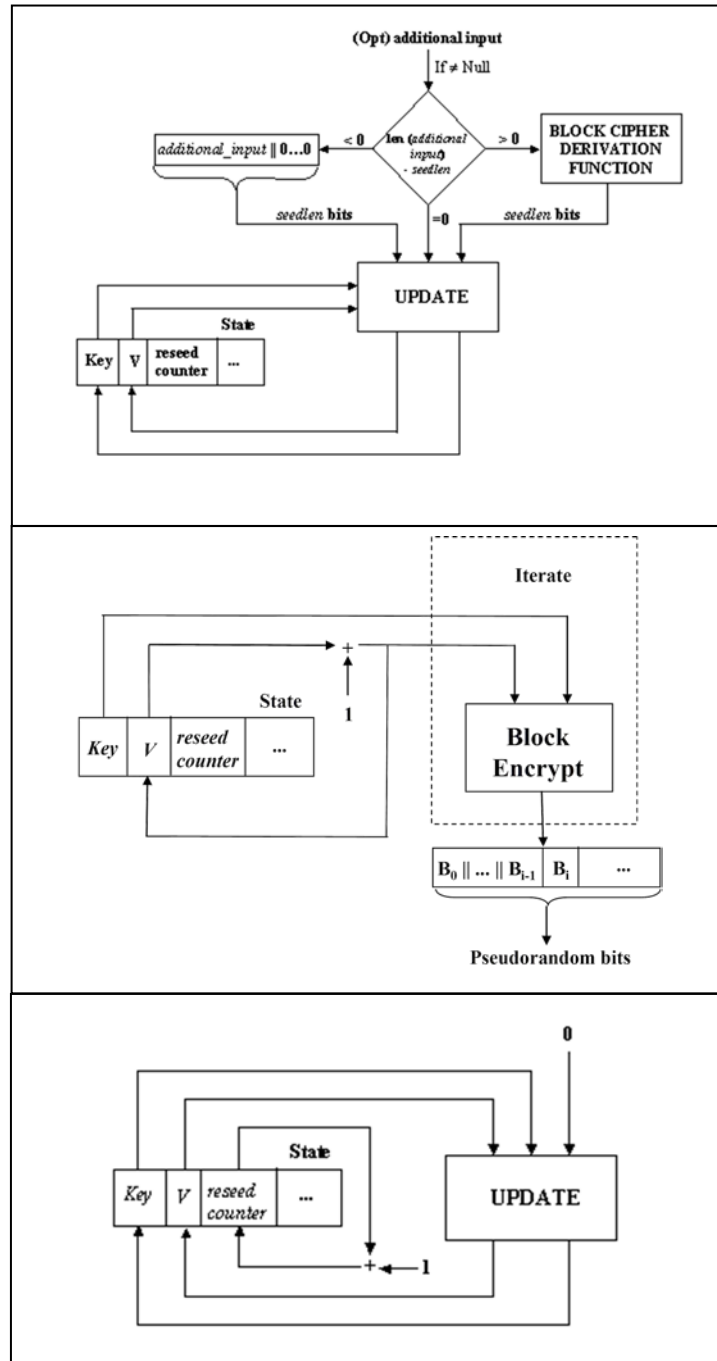 (Opt) additional input
If ≠ Null
additional_input || 0...0
< 0
len (additional
input)
- seedlen
> 0
BLOCK CIPHER
DERIVATION
FUNCTION
=0
seedlen bits
seedlen bits
UPDATE
State
Key
V
reseed
counter
...
Iterate
+
1
State
Key
V
reseed
counter
...
Block
Encrypt
B₀ || ... || Bᵢ₋₁
Bᵢ
...
Pseudorandom bits
0
State
Key
V
reseed
counter
...
UPDATE
+
1